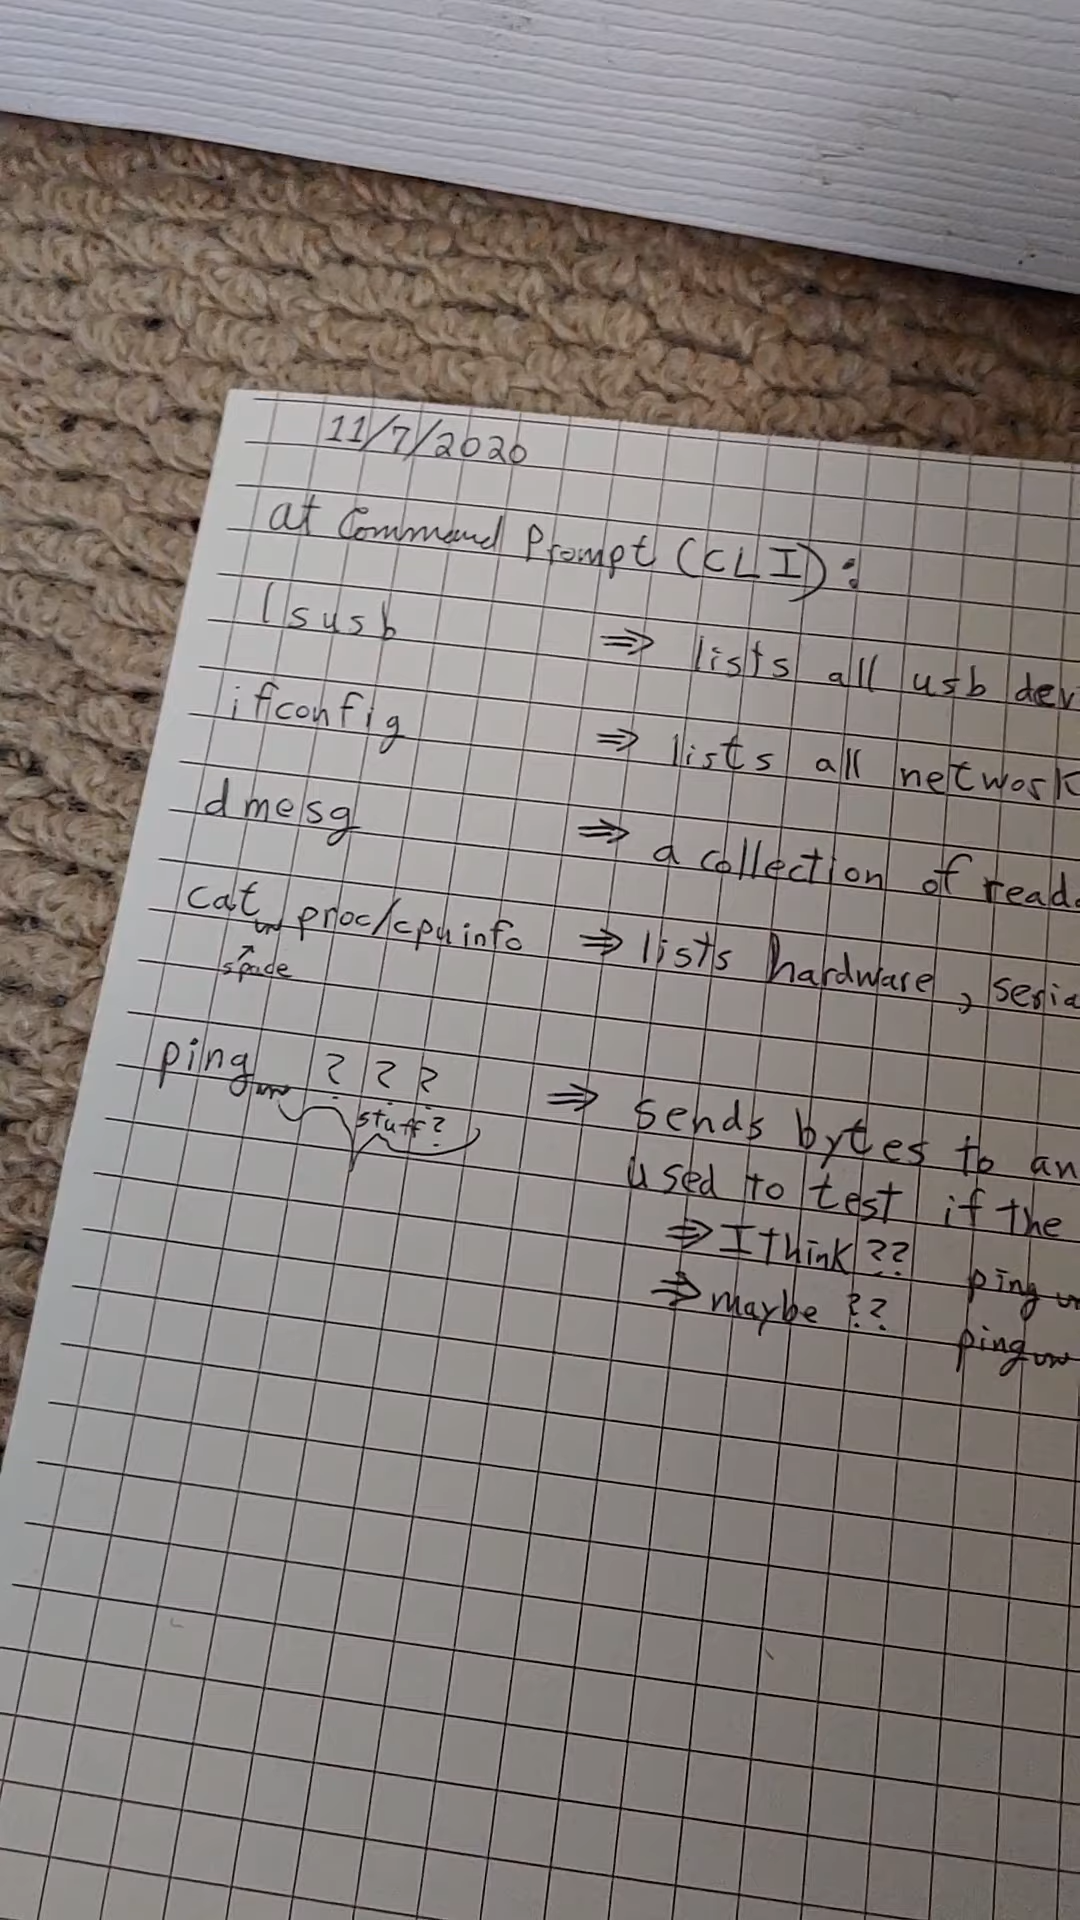 11/7/2020
at Command Prompt (CLI):
lsusb ⇒ lists all usb dev
ifconfig ⇒ lists all network
dmesg ⇒ a collection of read
cat proc/cpuinfo ⇒ lists hardware, seria
↑
space
ping ? ? ? ⇒ sends bytes to an
stuff?
used to test if the
⇒ I think ?? ping
⇒ maybe ?? ping